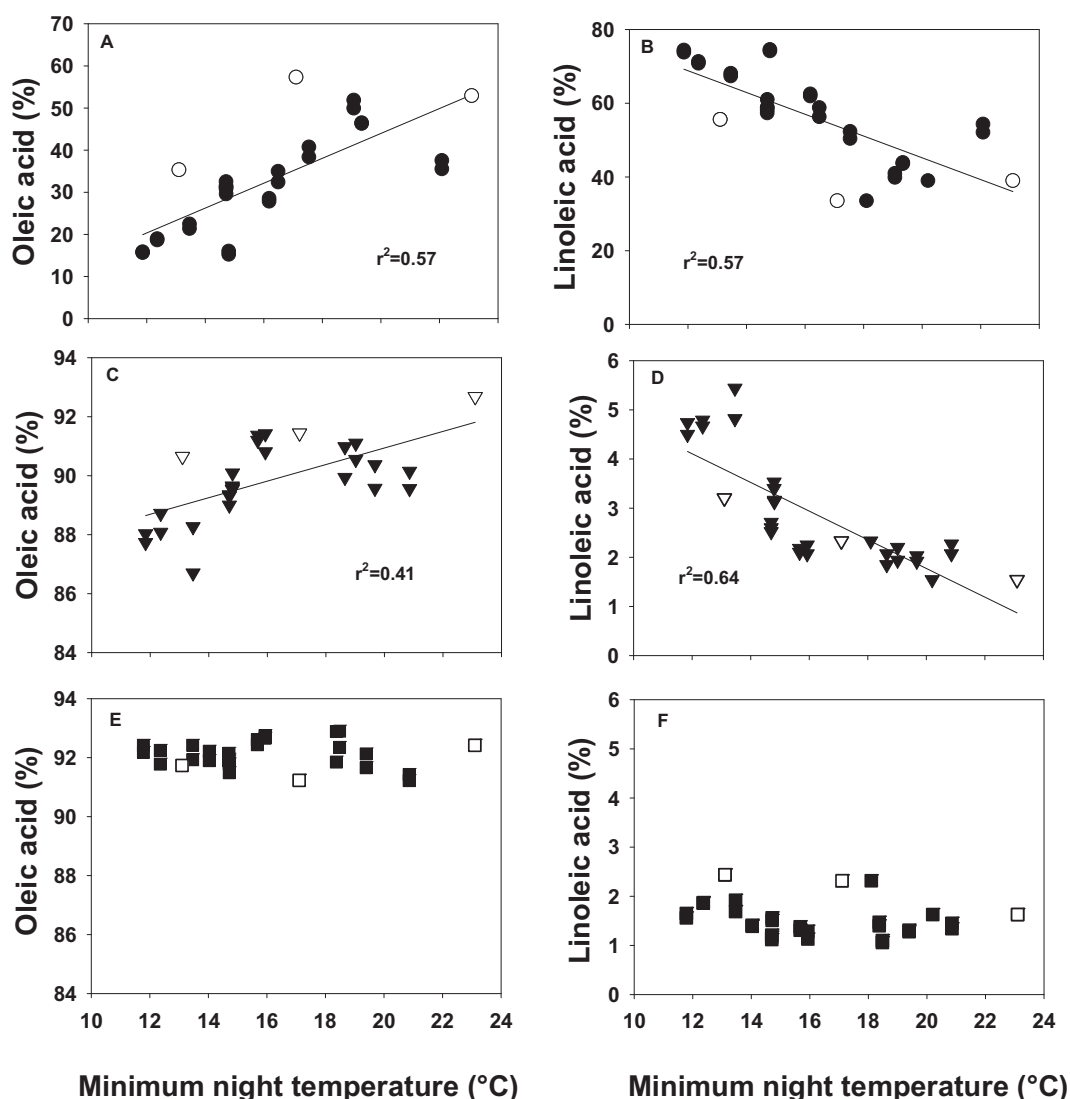 A
Oleic acid (%)
70
60
50
40
30
20
10
0
r²=0.57
B
Linoleic acid (%)
80
60
40
20
0
r²=0.57
C
Oleic acid (%)
94
92
90
88
86
84
r²=0.41
D
Linoleic acid (%)
6
5
4
3
2
1
0
r²=0.64
E
Oleic acid (%)
94
92
90
88
86
84
10 12 14 16 18 20 22 24
Minimum night temperature (°C)
F
Linoleic acid (%)
6
5
4
3
2
1
0
10 12 14 16 18 20 22 24
Minimum night temperature (°C)